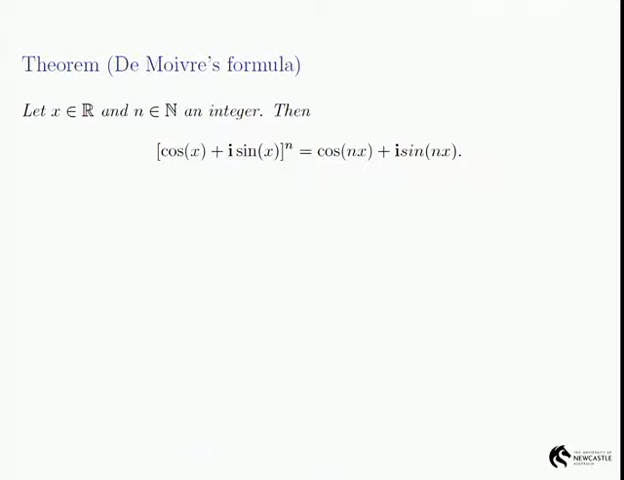 Theorem (De Moivre's formula)
Let x ∈ ℝ and n ∈ ℕ an integer. Then
[cos(x) + i sin(x)]ⁿ = cos(nx) + isin(nx).
THE UNIVERSITY OF
NEWCASTLE
AUSTRALIA